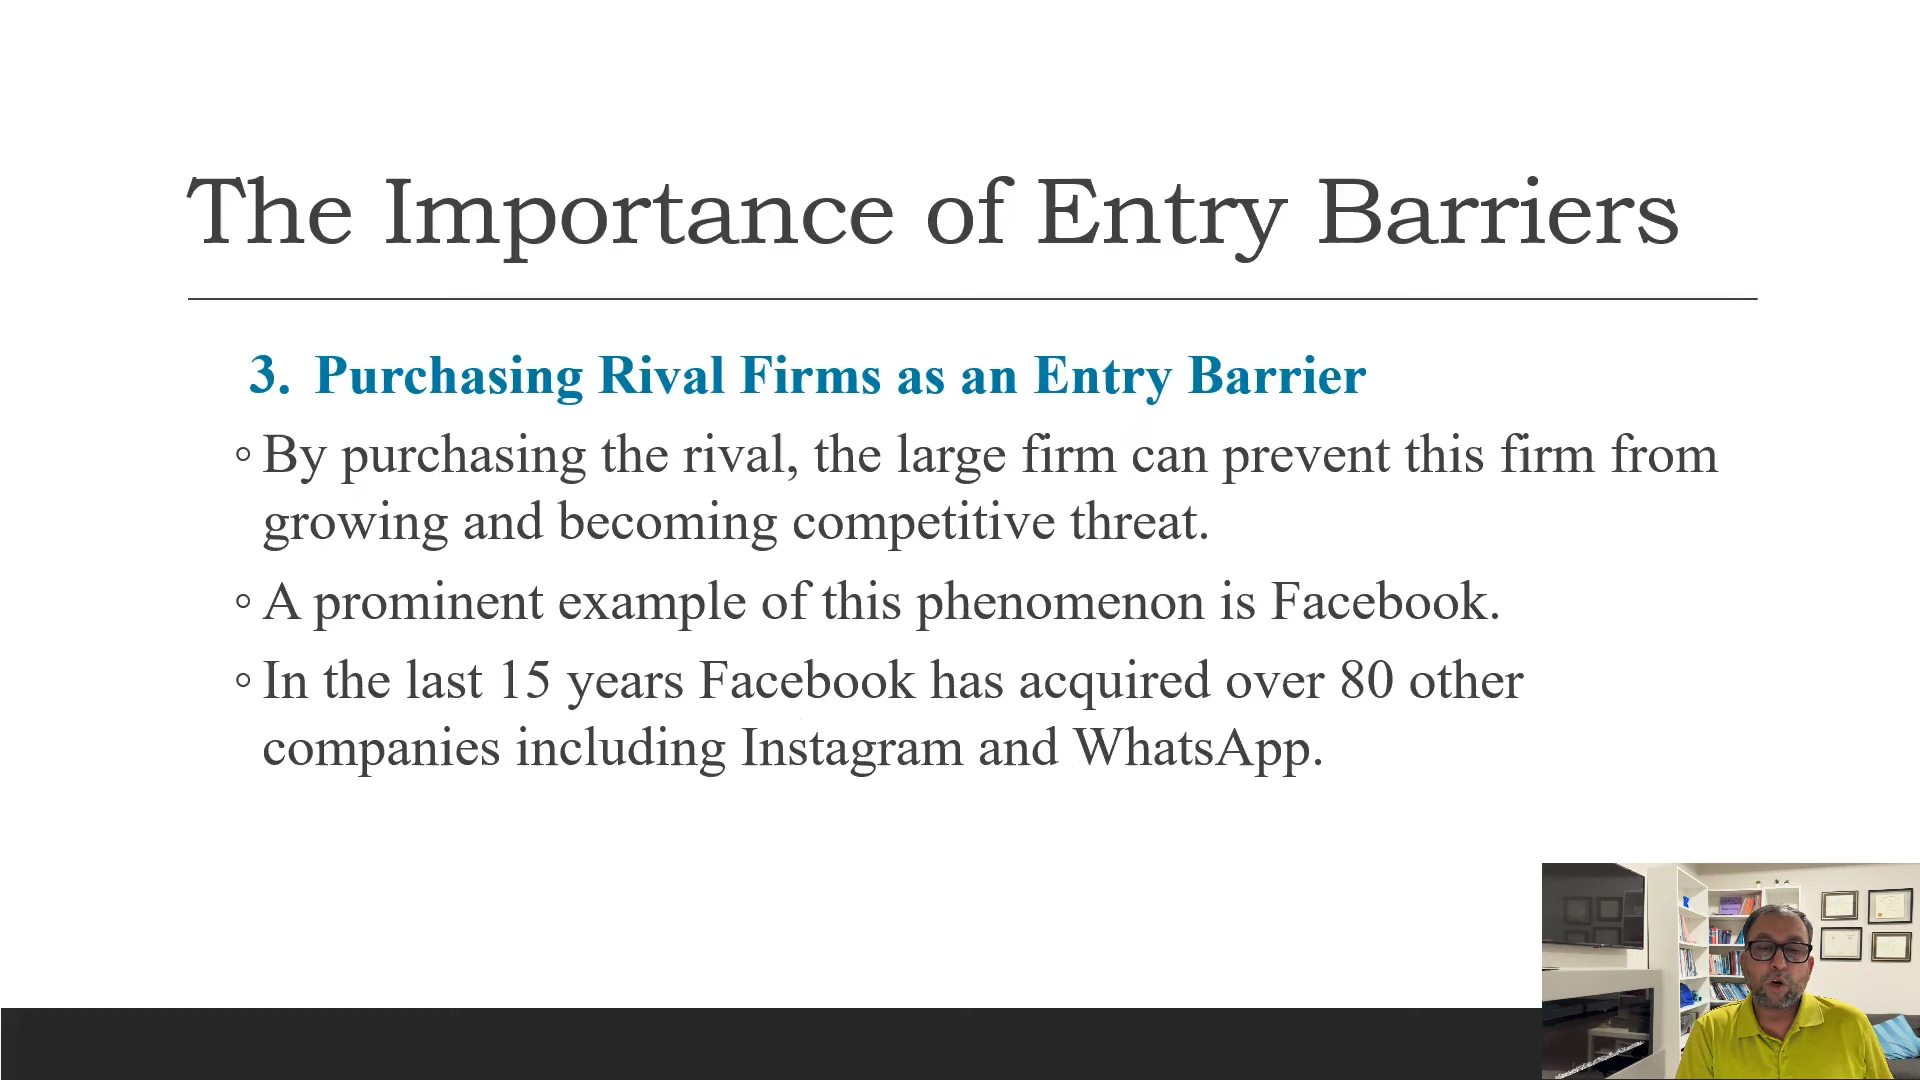 The Importance of Entry Barriers
3. Purchasing Rival Firms as an Entry Barrier
◦ By purchasing the rival, the large firm can prevent this firm from
growing and becoming competitive threat.
◦ A prominent example of this phenomenon is Facebook.
◦ In the last 15 years Facebook has acquired over 80 other
companies including Instagram and WhatsApp.